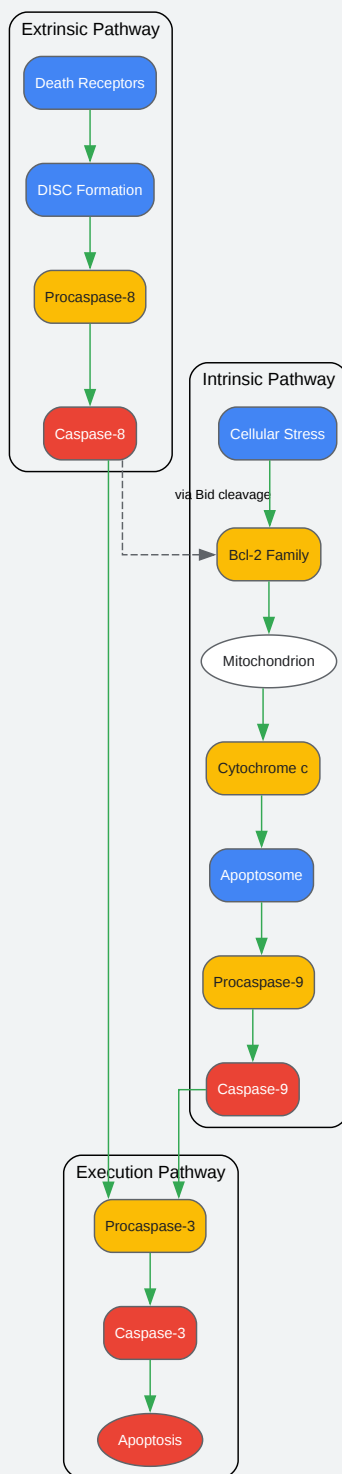 Extrinsic Pathway
Death Receptors
DISC Formation
Procaspase-8
Caspase-8
Intrinsic Pathway
Cellular Stress
via Bid cleavage
Bcl-2 Family
Mitochondrion
Cytochrome c
Apoptosome
Procaspase-9
Caspase-9
Execution Pathway
Procaspase-3
Caspase-3
Apoptosis